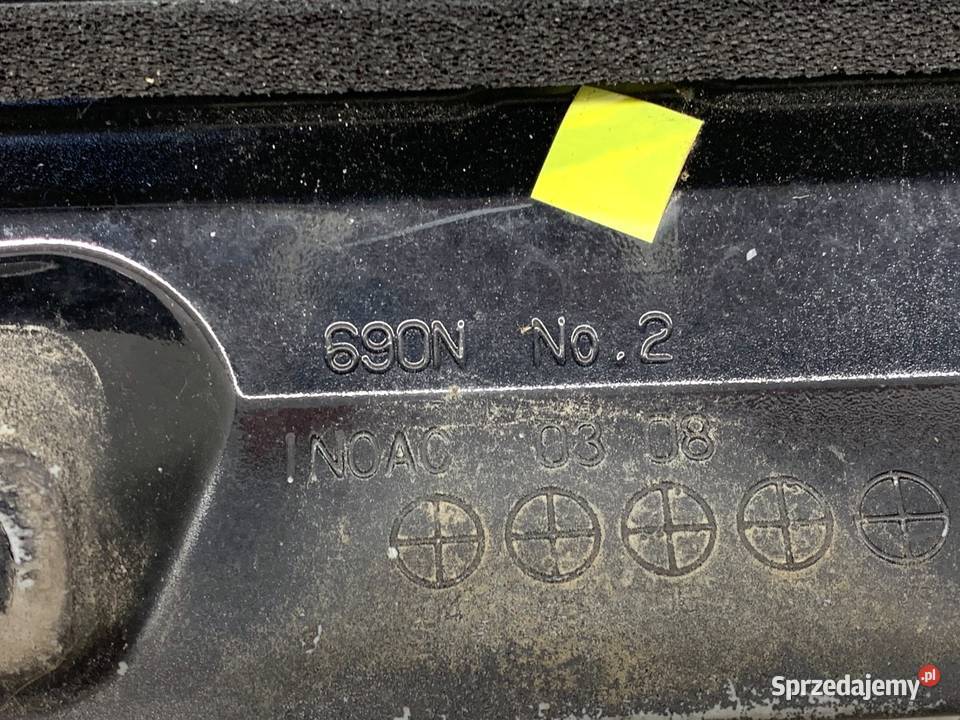 690N No.2
INOAC 03 08
Sprzedajemy.pl